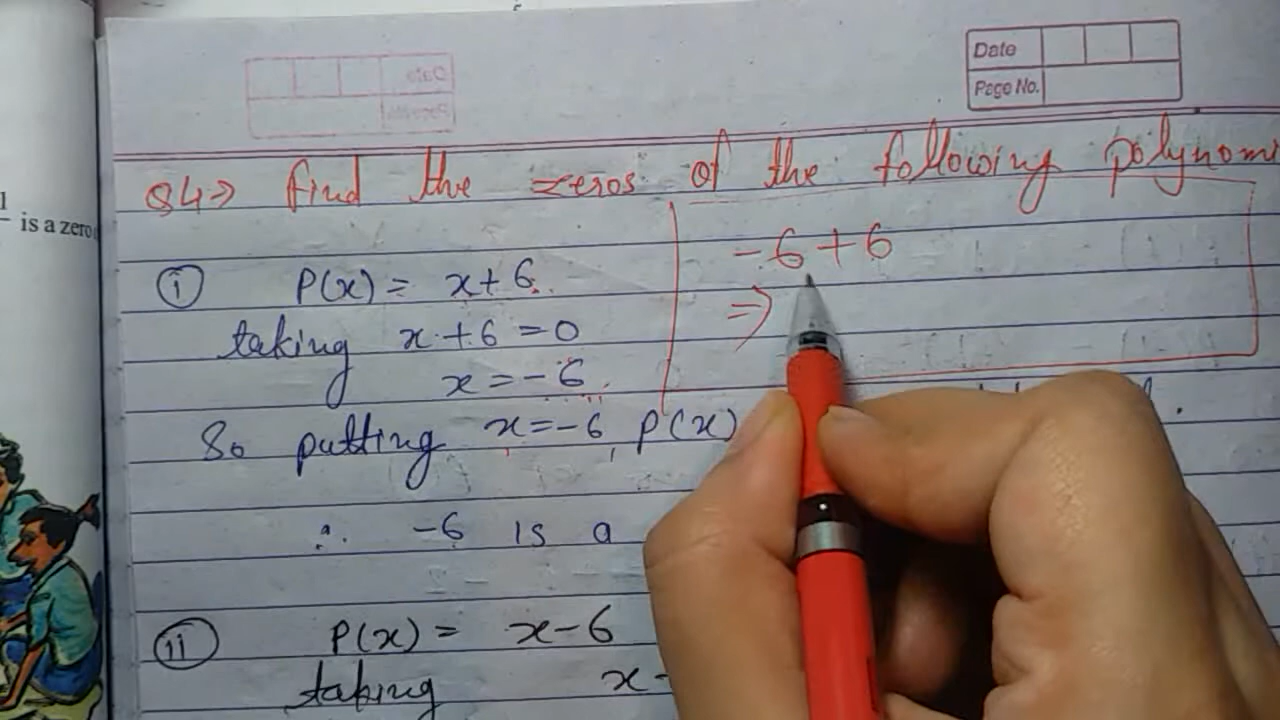 Date
Page No.
Q4> find the zeros of the following polynom
is a zero
-6+6
i P(x) = x+6
=>
taking x+6 = 0
x = -6
So putting x=-6 P(x)
∴ -6 is a
ii P(x) = x-6
taking x-